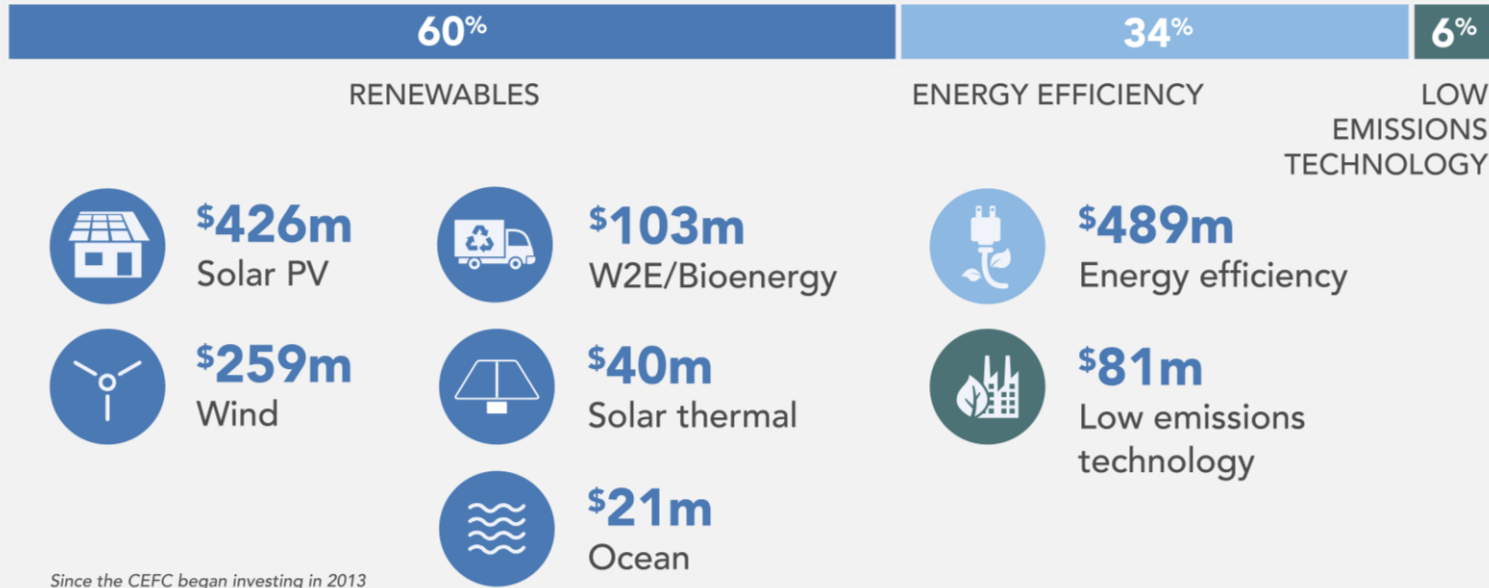 60%
34%
6%
RENEWABLES
ENERGY EFFICIENCY
LOW
EMISSIONS
TECHNOLOGY
$426m
Solar PV
$259m
Wind
$103m
W2E/Bioenergy
$40m
Solar thermal
$21m
Ocean
$489m
Energy efficiency
$81m
Low emissions
technology
Since the CEFC began investing in 2013